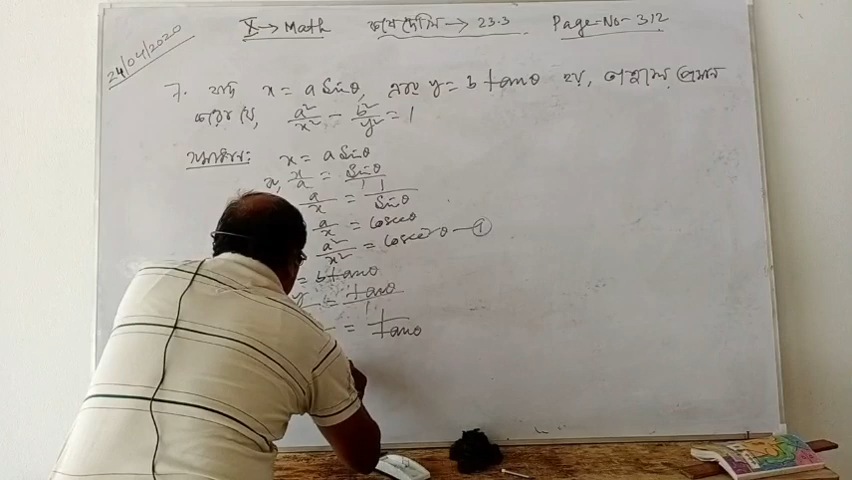 24/04/2020
X → Math কষে দেখি → 23.3 Page-No- 312
7. যদি x = a sinθ, এবং y = b tanθ হয়, তাহলে প্রমাণ
করো যে, a²/x² - b²/y² = 1
সমাধান: x = a sinθ
বা, x/a = sinθ/1
a/x = 1/sinθ
a/x = cosecθ
a²/x² = cosec²θ — ①
= b tanθ
y = tanθ/1
= 1/tanθ